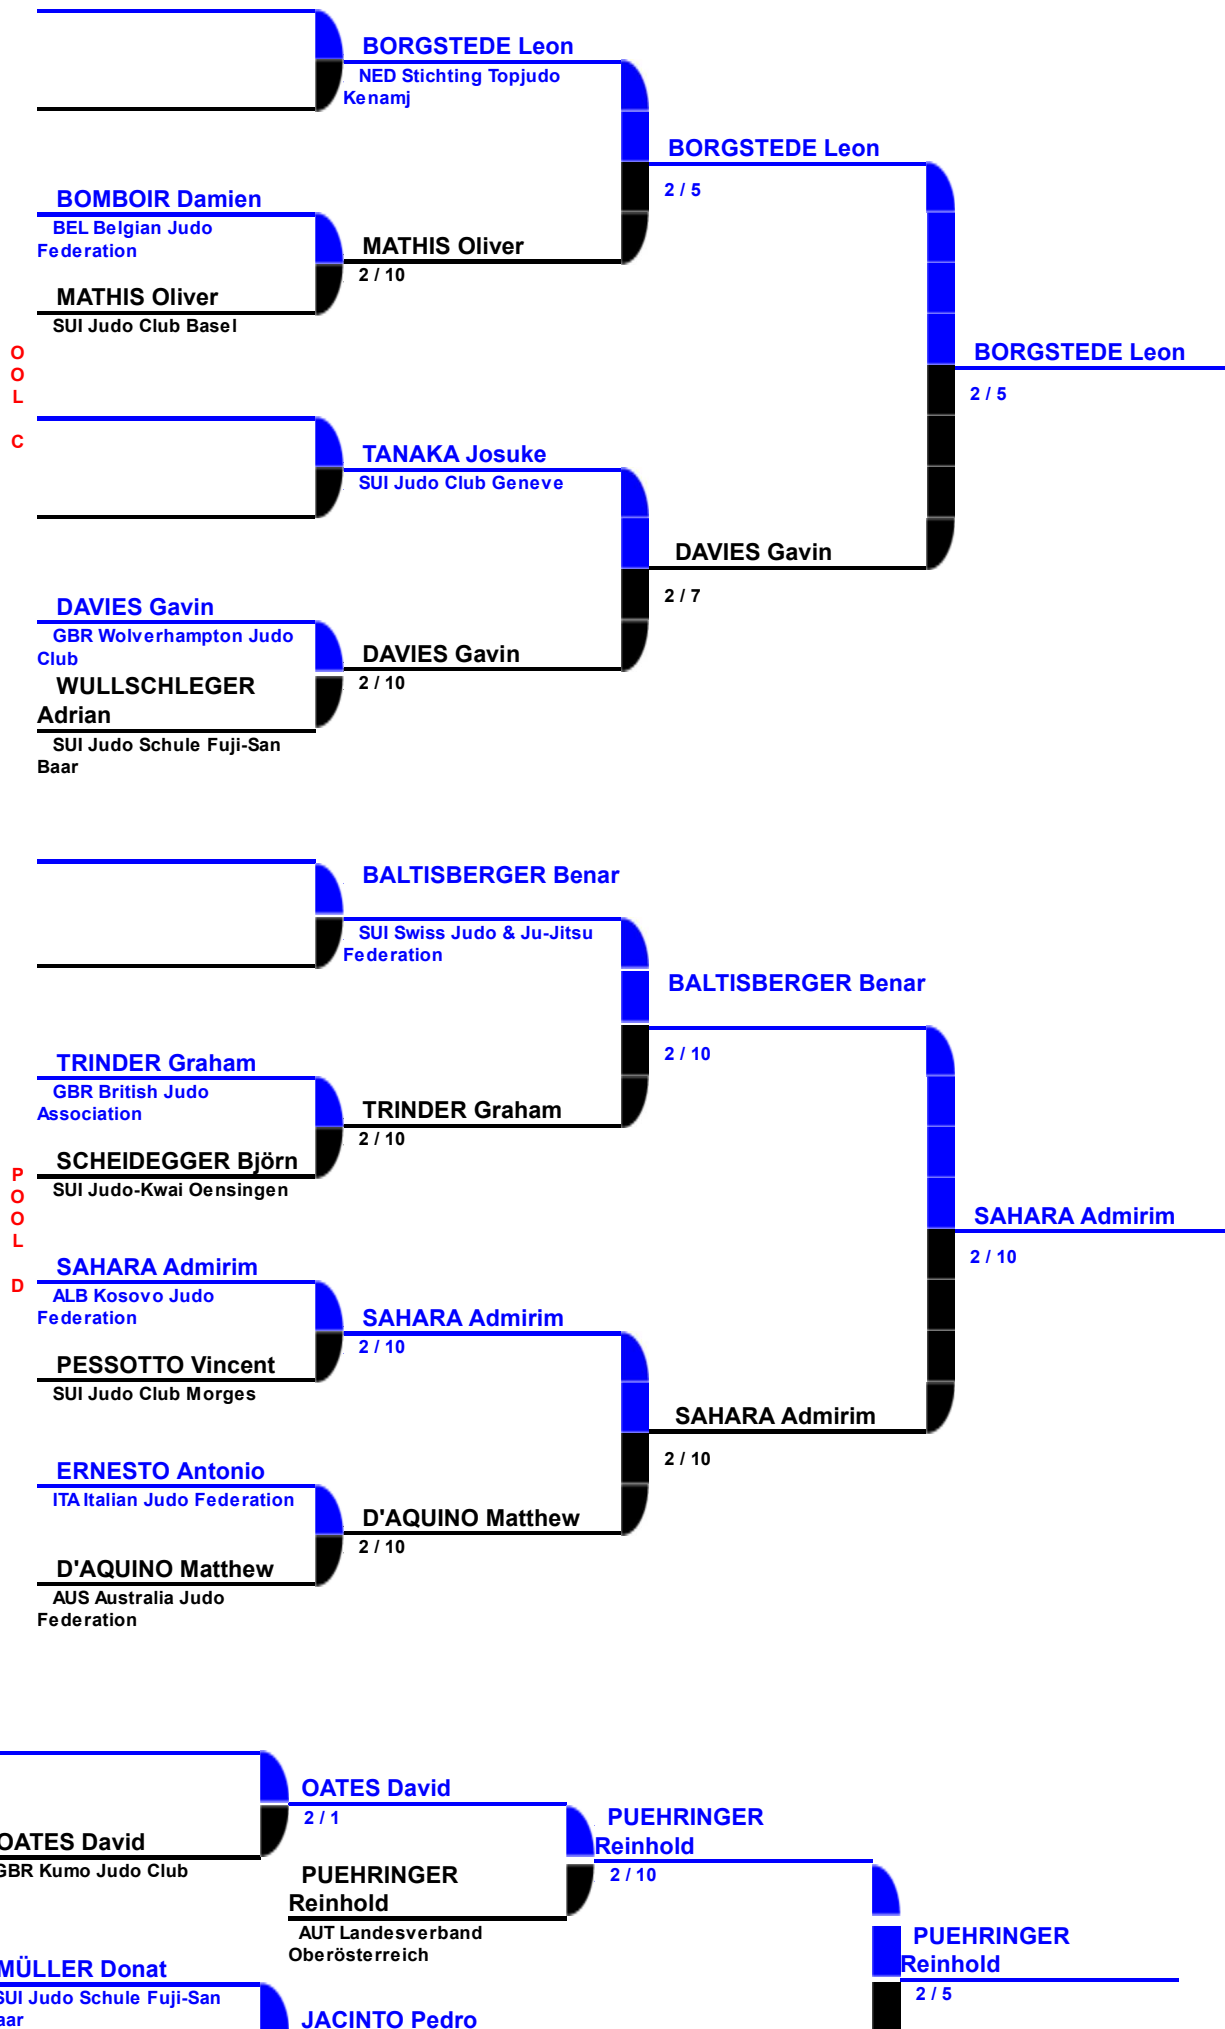 BORGSTEDE Leon
NED Stichting Topjudo
Kenamj
BORGSTEDE Leon
2 / 5
BOMBOIR Damien
BEL Belgian Judo
Federation
MATHIS Oliver
2 / 10
MATHIS Oliver
SUI Judo Club Basel
O
O
L
C
BORGSTEDE Leon
2 / 5
TANAKA Josuke
SUI Judo Club Geneve
DAVIES Gavin
2 / 7
DAVIES Gavin
GBR Wolverhampton Judo
Club
DAVIES Gavin
2 / 10
WULLSCHLEGER
Adrian
SUI Judo Schule Fuji-San
Baar
BALTISBERGER Benar
SUI Swiss Judo & Ju-Jitsu
Federation
BALTISBERGER Benar
2 / 10
TRINDER Graham
GBR British Judo
Association
TRINDER Graham
2 / 10
SCHEIDEGGER Björn
SUI Judo-Kwai Oensingen
P
O
O
L
D
SAHARA Admirim
2 / 10
SAHARA Admirim
ALB Kosovo Judo
Federation
SAHARA Admirim
2 / 10
PESSOTTO Vincent
SUI Judo Club Morges
SAHARA Admirim
2 / 10
ERNESTO Antonio
ITA Italian Judo Federation
D'AQUINO Matthew
2 / 10
D'AQUINO Matthew
AUS Australia Judo
Federation
OATES David
2 / 1
PUEHRINGER
Reinhold
2 / 10
OATES David
GBR Kumo Judo Club
PUEHRINGER
Reinhold
AUT Landesverband
Oberösterreich
PUEHRINGER
Reinhold
2 / 5
MÜLLER Donat
SUI Judo Schule Fuji-San
aar
JACINTO Pedro